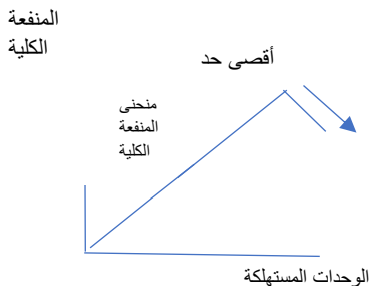 المنفعة
الكلية
أقصى حد
منحنى
المنفعة
الكلية
الوحدات المستهلكة